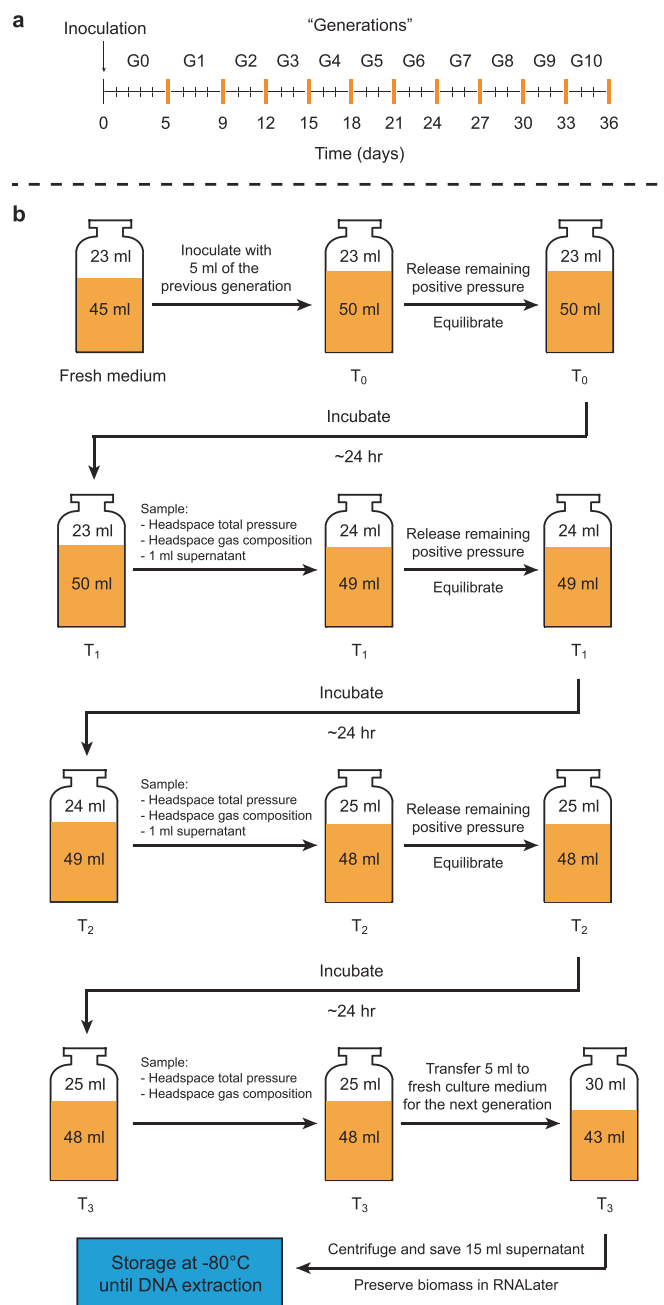 a
Inoculation
“Generations”
G0 G1 G2 G3 G4 G5 G6 G7 G8 G9 G10
0 5 9 12 15 18 21 24 27 30 33 36
Time (days)
b
23 ml
45 ml
Fresh medium
Inoculate with
5 ml of the
previous generation
23 ml
50 ml
T0
Release remaining
positive pressure
Equilibrate
23 ml
50 ml
T0
Incubate
~24 hr
23 ml
50 ml
T1
Sample:
- Headspace total pressure
- Headspace gas composition
- 1 ml supernatant
24 ml
49 ml
T1
Release remaining
positive pressure
Equilibrate
24 ml
49 ml
T1
Incubate
~24 hr
24 ml
49 ml
T2
Sample:
- Headspace total pressure
- Headspace gas composition
- 1 ml supernatant
25 ml
48 ml
T2
Release remaining
positive pressure
Equilibrate
25 ml
48 ml
T2
Incubate
~24 hr
25 ml
48 ml
T3
Sample:
- Headspace total pressure
- Headspace gas composition
25 ml
48 ml
T3
Transfer 5 ml to
fresh culture medium
for the next generation
30 ml
43 ml
T3
Centrifuge and save 15 ml supernatant
Preserve biomass in RNALater
Storage at -80°C
until DNA extraction